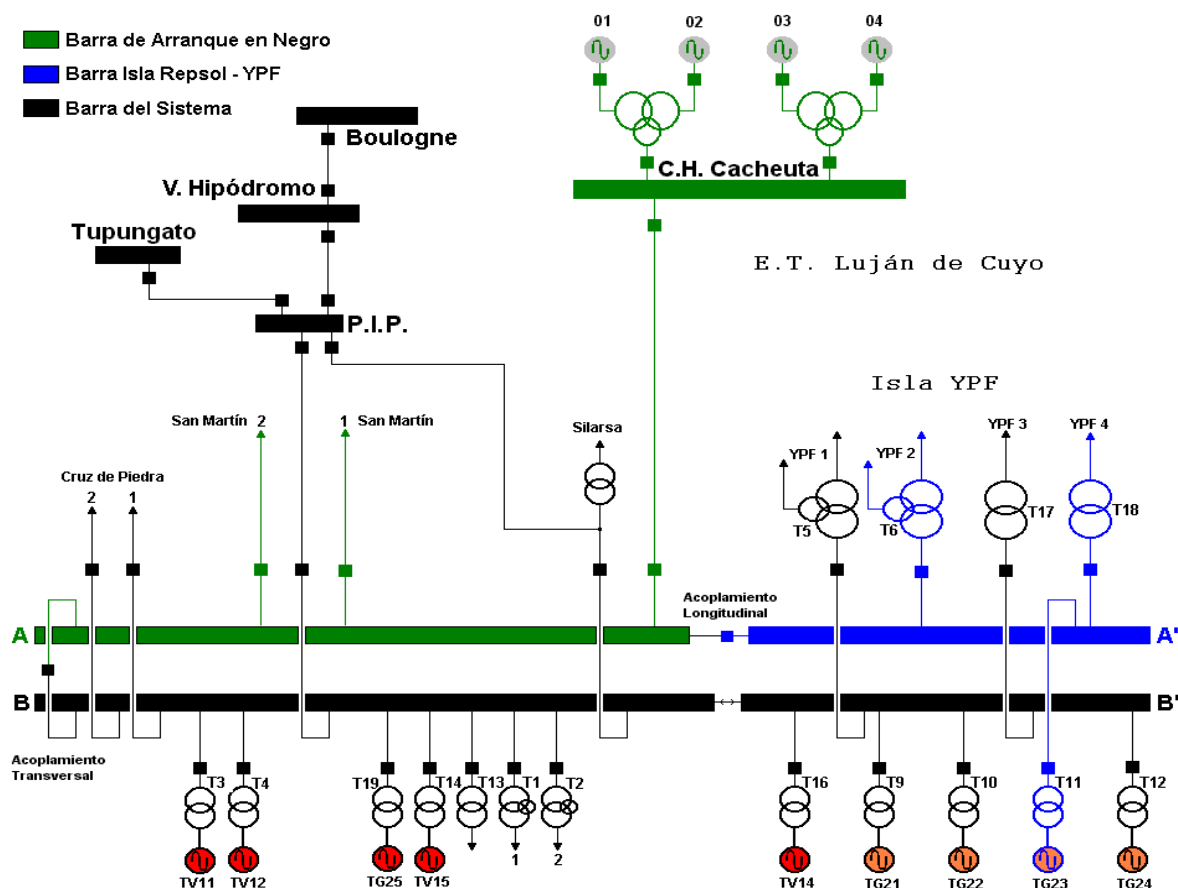 01
02
03
04
Barra de Arranque en Negro
Barra Isla Repsol - YPF
Barra del Sistema
Boulogne
C.H. Cacheuta
V. Hipódromo
Tupungato
E.T. Luján de Cuyo
P.I.P.
Isla YPF
San Martín 2
1 San Martín
Silarsa
YPF 1
YPF 2
YPF 3
YPF 4
Cruz de Piedra
2
1
T5
T6
T17
T18
Acoplamiento
Longitudinal
A
A'
B
B'
Acoplamiento
Transversal
T3
T4
T19
T14
T13
T1
T2
T16
T9
T10
T11
T12
1
2
TV11
TV12
TG25
TV15
TV14
TG21
TG22
TG23
TG24